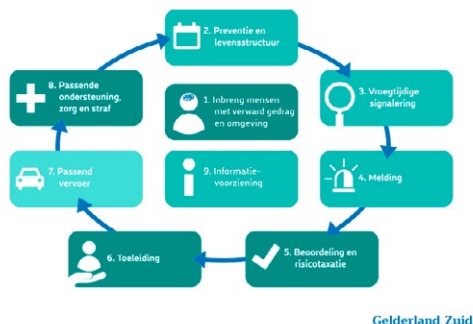 2. Preventie en
levensstructuur
8. Passende
ondersteuning,
zorg en straf
1. Inbreng mensen
met verward gedrag
en omgeving
3. Vroegtijdige
signalering
7. Passend
vervoer
9. Informatie-
voorziening
4. Melding
6. Toeleiding
5. Beoordeling en
risicotaxatie
Gelderland Zuid